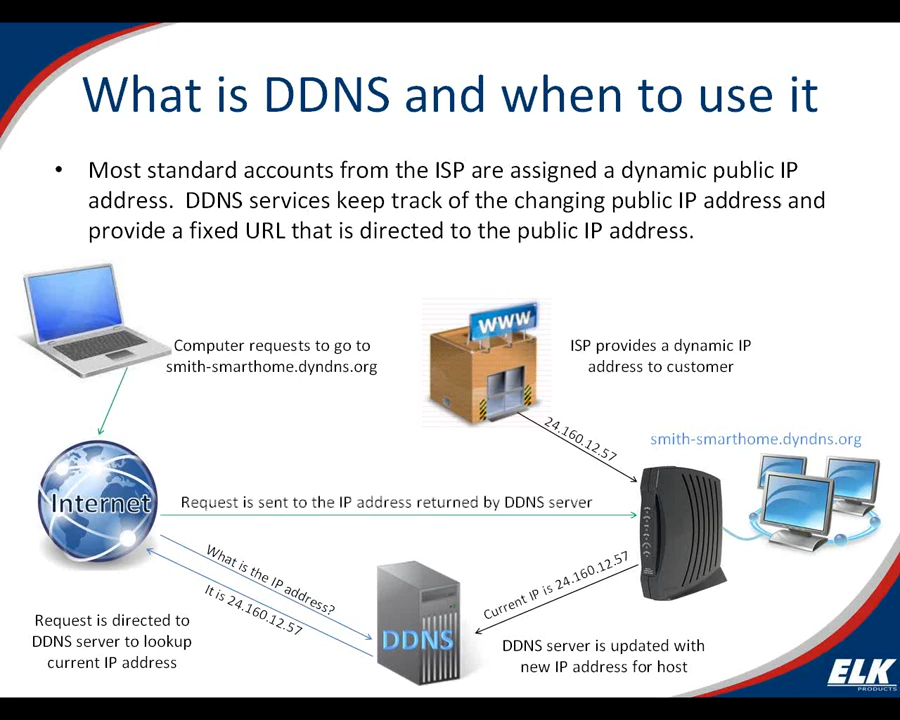 What is DDNS and when to use it
• Most standard accounts from the ISP are assigned a dynamic public IP
address. DDNS services keep track of the changing public IP address and
provide a fixed URL that is directed to the public IP address.
Computer requests to go to
smith-smarthome.dyndns.org
www
ISP provides a dynamic IP
address to customer
24.160.12.57
smith-smarthome.dyndns.org
Internet
Request is sent to the IP address returned by DDNS server
What is the IP address?
It is 24.160.12.57
Current IP is 24.160.12.57
DDNS
Request is directed to
DDNS server to lookup
current IP address
DDNS server is updated with
new IP address for host
ELK
PRODUCTS